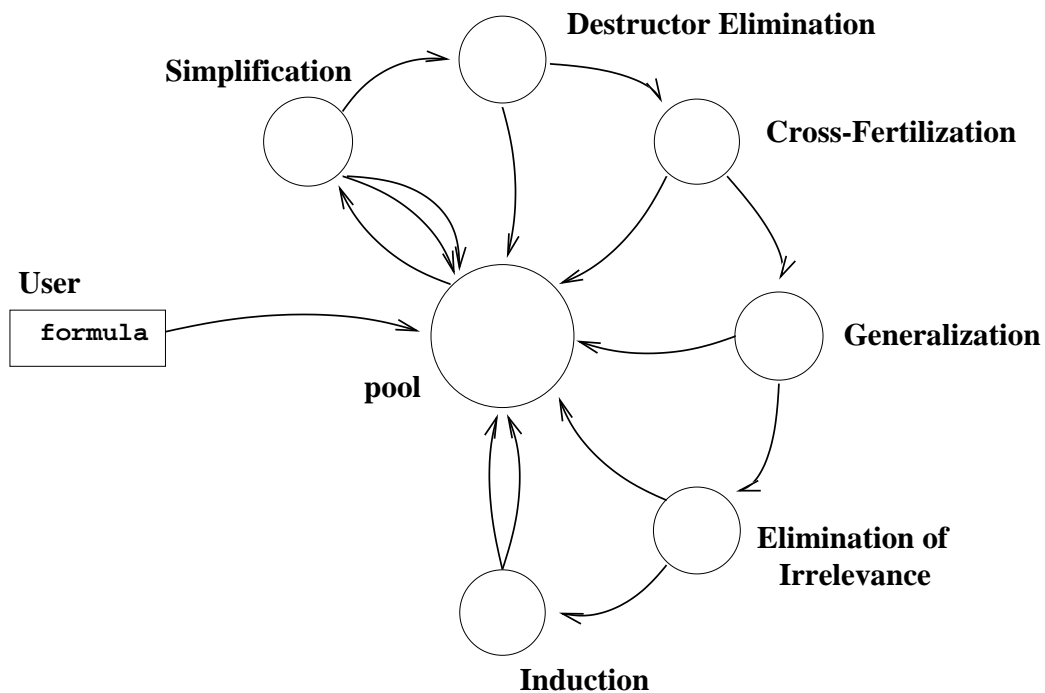 Destructor Elimination
Simplification
Cross-Fertilization
User
formula
Generalization
pool
Elimination of
Irrelevance
Induction